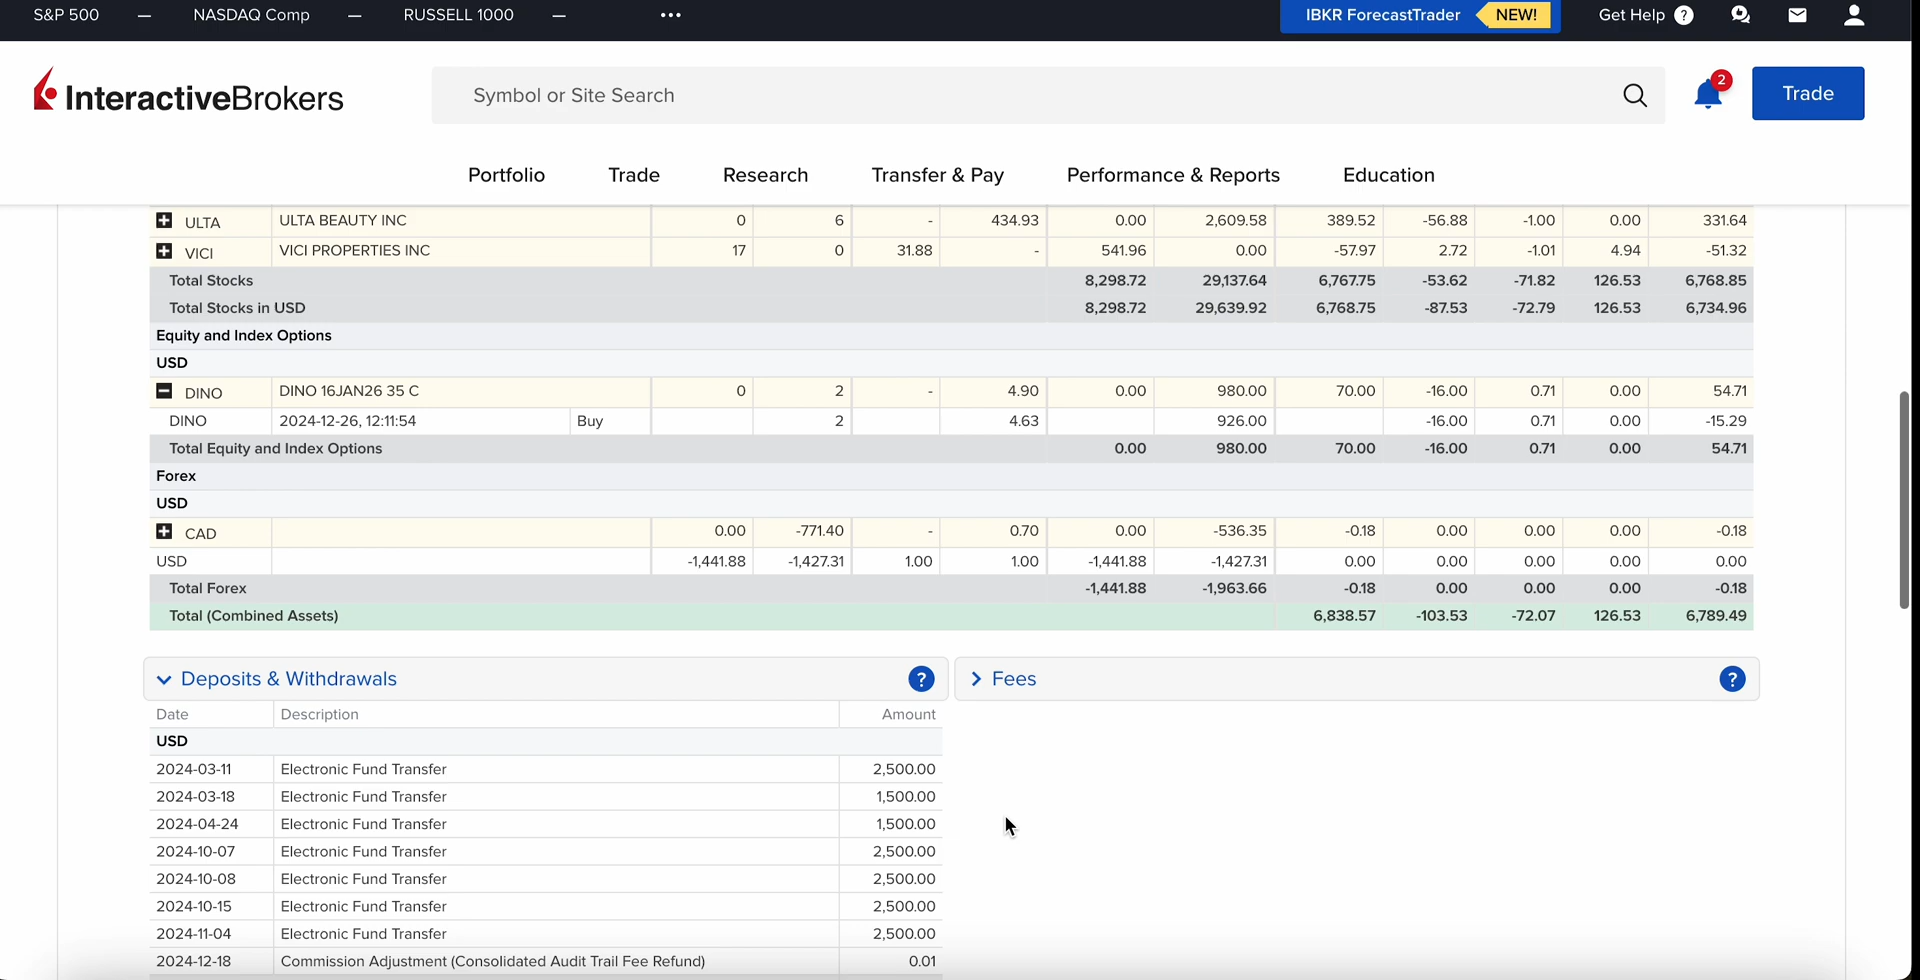 S&P 500 — NASDAQ Comp — RUSSELL 1000 — ••• IBKR ForecastTrader NEW! Get Help ?
InteractiveBrokers Symbol or Site Search 2 Trade
Portfolio Trade Research Transfer & Pay Performance & Reports Education
ULTA ULTA BEAUTY INC 0 6 - 434.93 0.00 2,609.58 389.52 -56.88 -1.00 0.00 331.64
VICI VICI PROPERTIES INC 17 0 31.88 - 541.96 0.00 -57.97 2.72 -1.01 4.94 -51.32
Total Stocks 8,298.72 29,137.64 6,767.75 -53.62 -71.82 126.53 6,768.85
Total Stocks in USD 8,298.72 29,639.92 6,768.75 -87.53 -72.79 126.53 6,734.96
Equity and Index Options
USD
DINO DINO 16JAN26 35 C 0 2 - 4.90 0.00 980.00 70.00 -16.00 0.71 0.00 54.71
DINO 2024-12-26, 12:11:54 Buy 2 4.63 926.00 -16.00 0.71 0.00 -15.29
Total Equity and Index Options 0.00 980.00 70.00 -16.00 0.71 0.00 54.71
Forex
USD
CAD 0.00 -771.40 - 0.70 0.00 -536.35 -0.18 0.00 0.00 0.00 -0.18
USD -1,441.88 -1,427.31 1.00 1.00 -1,441.88 -1,427.31 0.00 0.00 0.00 0.00 0.00
Total Forex -1,441.88 -1,963.66 -0.18 0.00 0.00 0.00 -0.18
Total (Combined Assets) 6,838.57 -103.53 -72.07 126.53 6,789.49
Deposits & Withdrawals ? Fees ?
Date Description Amount
USD
2024-03-11 Electronic Fund Transfer 2,500.00
2024-03-18 Electronic Fund Transfer 1,500.00
2024-04-24 Electronic Fund Transfer 1,500.00
2024-10-07 Electronic Fund Transfer 2,500.00
2024-10-08 Electronic Fund Transfer 2,500.00
2024-10-15 Electronic Fund Transfer 2,500.00
2024-11-04 Electronic Fund Transfer 2,500.00
2024-12-18 Commission Adjustment (Consolidated Audit Trail Fee Refund) 0.01